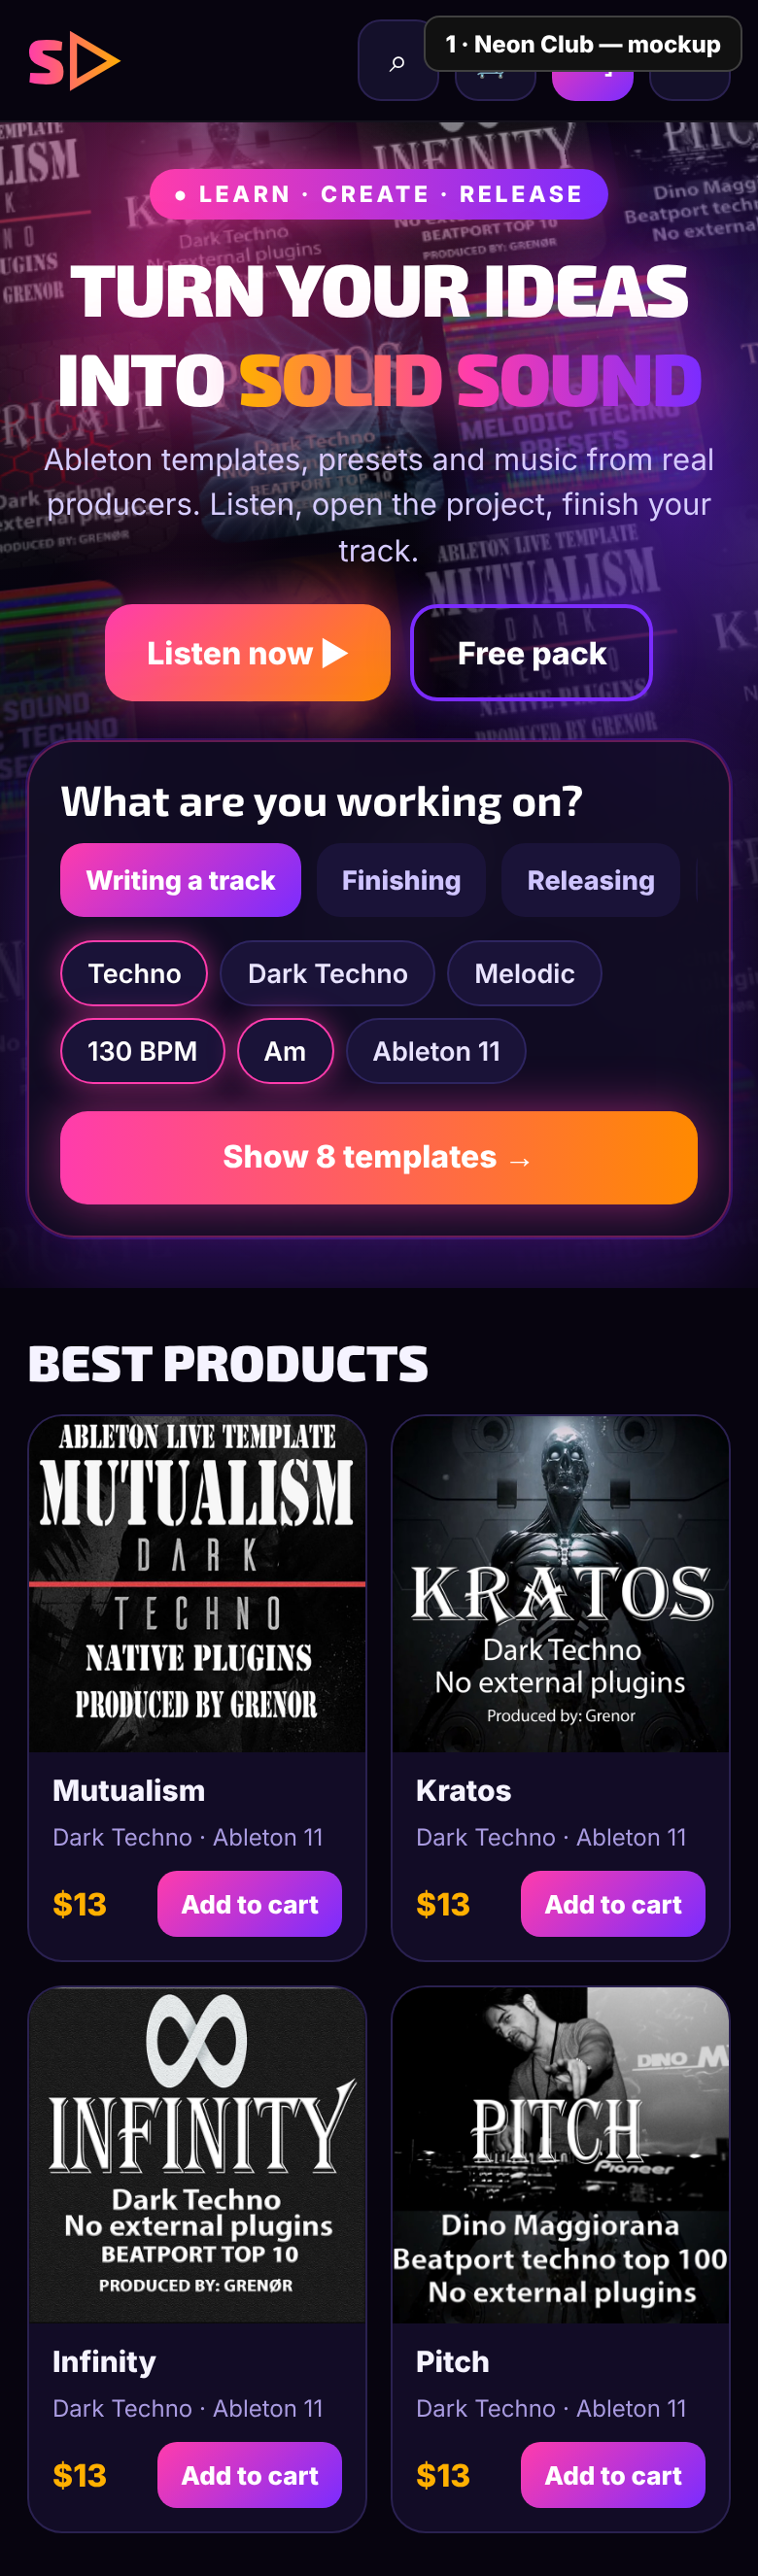 SD
1 · Neon Club — mockup
• LEARN · CREATE · RELEASE
TURN YOUR IDEAS
INTO SOLID SOUND
Ableton templates, presets and music from real
producers. Listen, open the project, finish your
track.
Listen now ▶
Free pack
What are you working on?
Writing a track
Finishing
Releasing
Techno
Dark Techno
Melodic
130 BPM
Am
Ableton 11
Show 8 templates →
BEST PRODUCTS
ABLETON LIVE TEMPLATE
MUTUALISM
DARK
TECHNO
NATIVE PLUGINS
PRODUCED BY GRENOR
Mutualism
Dark Techno · Ableton 11
$13
Add to cart
KRATOS
Dark Techno
No external plugins
Produced by: Grenor
Kratos
Dark Techno · Ableton 11
$13
Add to cart
INFINITY
Dark Techno
No external plugins
BEATPORT TOP 10
PRODUCED BY: GRENØR
Infinity
Dark Techno · Ableton 11
$13
Add to cart
PITCH
Pioneer
Dino Maggiorana
Beatport techno top 100
No external plugins
Pitch
Dark Techno · Ableton 11
$13
Add to cart